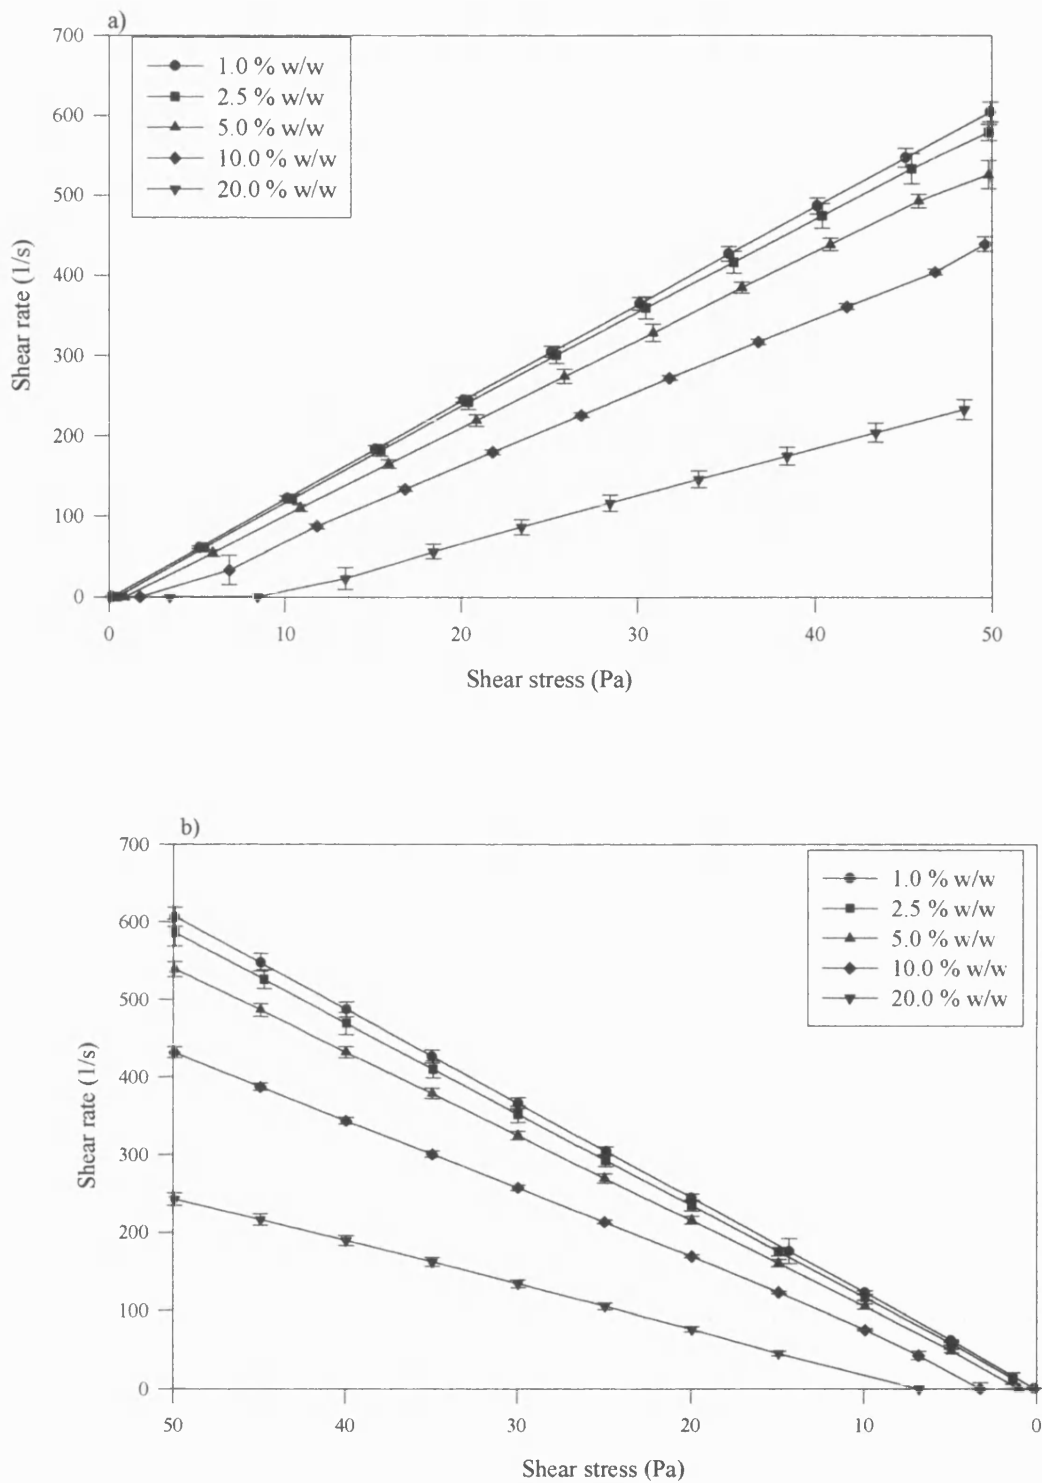 a)
700
600
500
400
300
200
100
0
Shear rate (1/s)
1.0 % w/w
2.5 % w/w
5.0 % w/w
10.0 % w/w
20.0 % w/w
0 10 20 30 40 50
Shear stress (Pa)
b)
700
600
500
400
300
200
100
0
Shear rate (1/s)
1.0 % w/w
2.5 % w/w
5.0 % w/w
10.0 % w/w
20.0 % w/w
50 40 30 20 10 0
Shear stress (Pa)